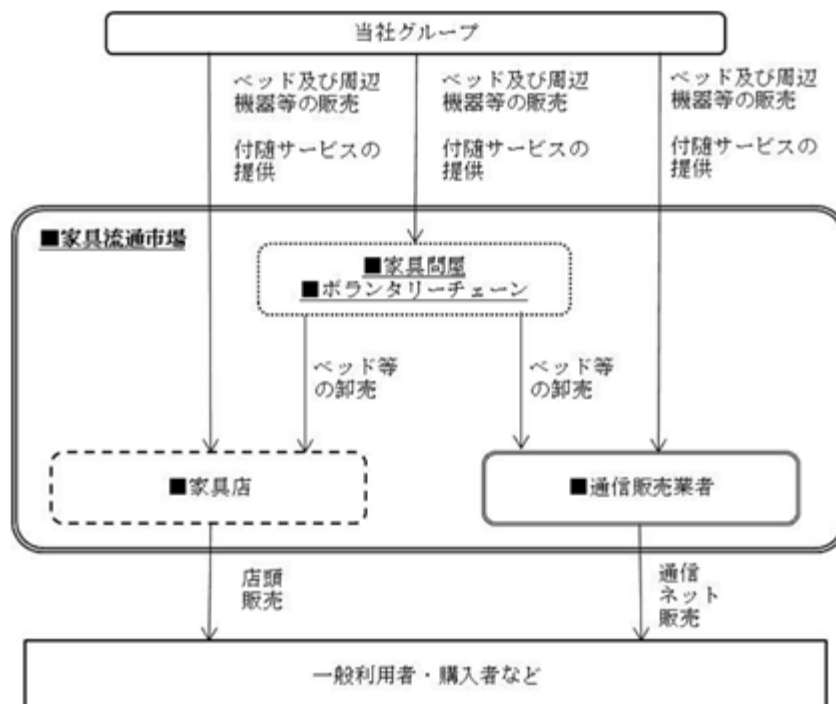 当社グループ
ベッド及び周辺
機器等の販売
付随サービスの
提供
ベッド及び周辺
機器等の販売
付随サービスの
提供
ベッド及び周辺
機器等の販売
付随サービスの
提供
■家具流通市場
■家具問屋
■ボランタリーチェーン
ベッド等
の卸売
ベッド等
の卸売
■家具店
■通信販売業者
店頭
販売
通信
ネット
販売
一般利用者・購入者など